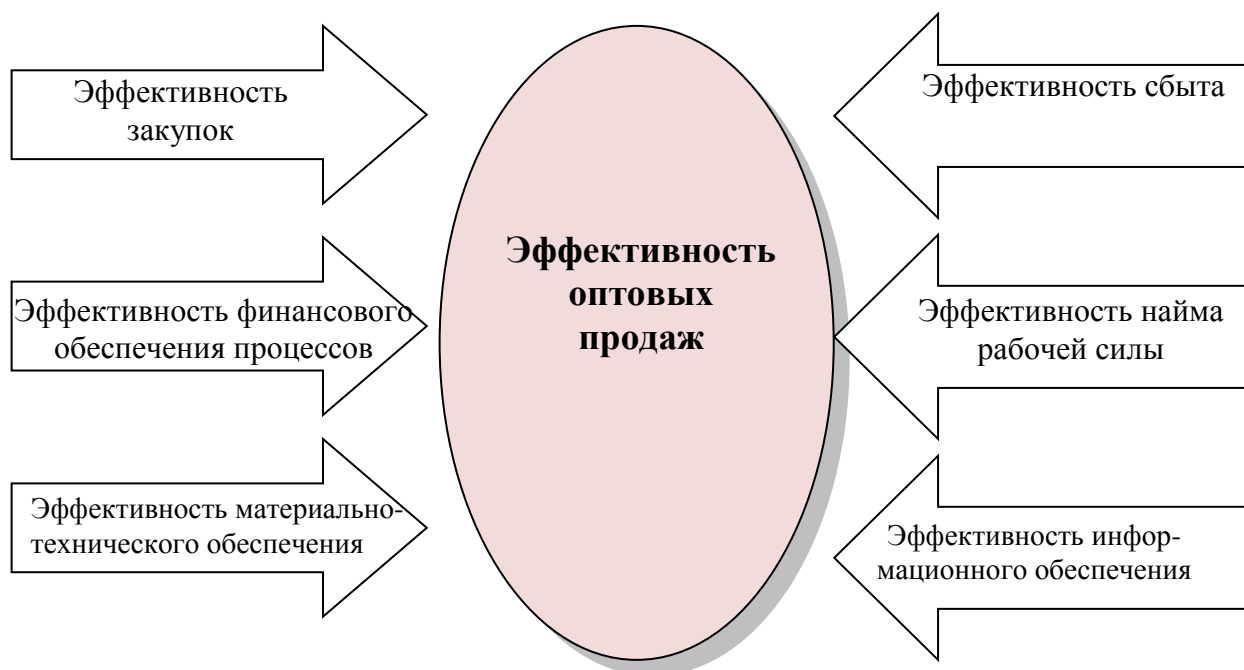 Эффективность
закупок
Эффективность финансового
обеспечения процессов
Эффективность материально-
технического обеспечения
Эффективность
оптовых
продаж
Эффективность сбыта
Эффективность найма
рабочей силы
Эффективность инфор-
мационного обеспечения